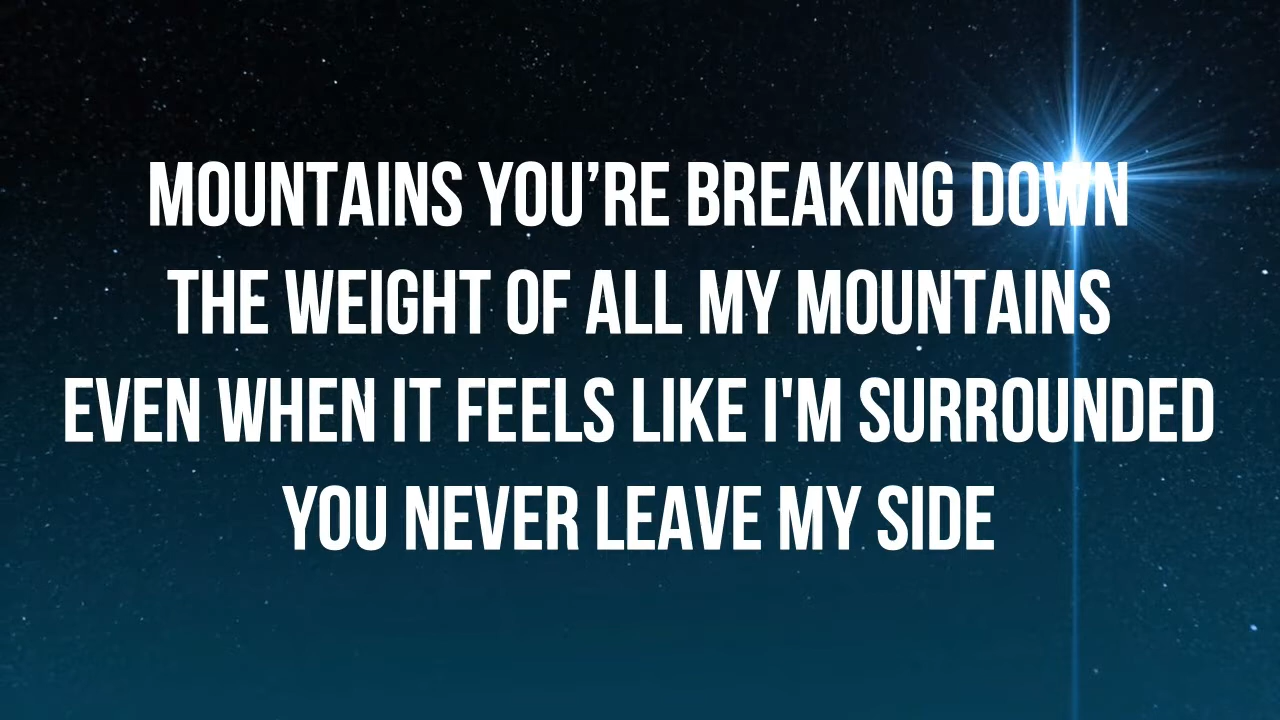 MOUNTAINS YOU’RE BREAKING DOWN
THE WEIGHT OF ALL MY MOUNTAINS
EVEN WHEN IT FEELS LIKE I'M SURROUNDED
YOU NEVER LEAVE MY SIDE